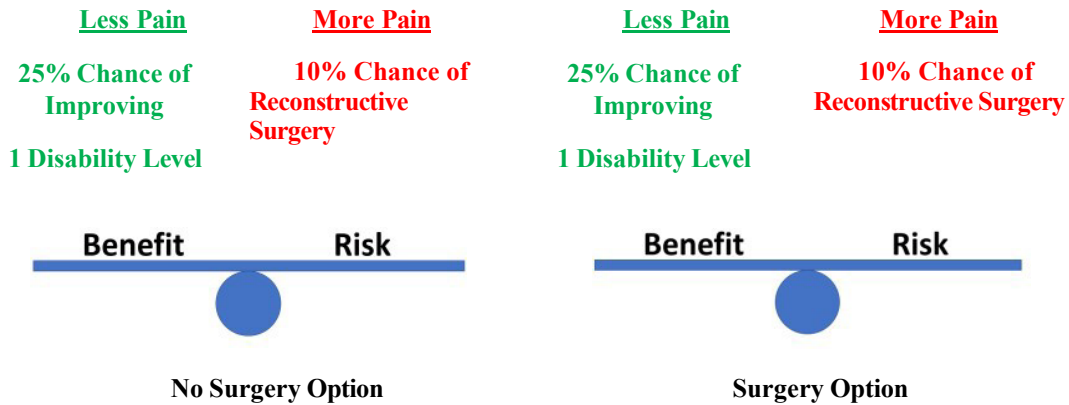 Less Pain
More Pain
25% Chance of
Improving
1 Disability Level
10% Chance of
Reconstructive
Surgery
Benefit
Risk
No Surgery Option
Less Pain
More Pain
25% Chance of
Improving
1 Disability Level
10% Chance of
Reconstructive Surgery
Benefit
Risk
Surgery Option